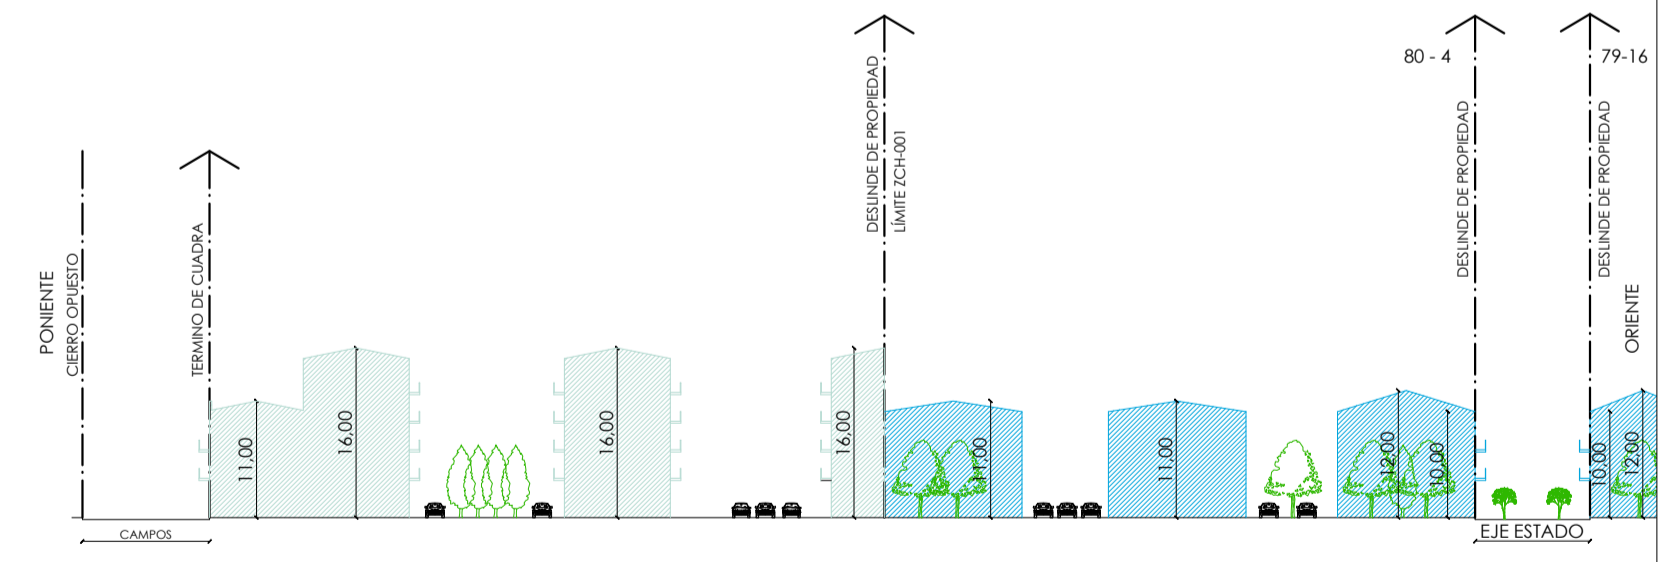 80 - 4
79-16
DESLINDE DE PROPIEDAD
LÍMITE ZCH-001
DESLINDE DE PROPIEDAD
DESLINDE DE PROPIEDAD
PONIENTE
CIERRO OPUESTO
TERMINO DE CUADRA
ORIENTE
11,00
16,00
16,00
16,00
11,00
11,00
12,00
10,00
10,00
12,00
CAMPOS
EJE ESTADO